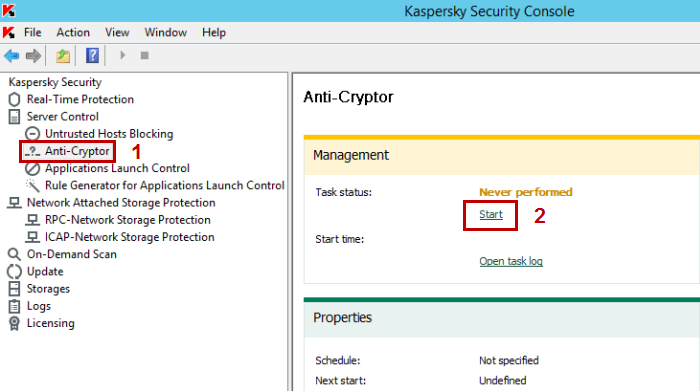 Kaspersky Security Console
File Action View Window Help
Kaspersky Security
Real-Time Protection
Server Control
Untrusted Hosts Blocking
Anti-Cryptor 1
Applications Launch Control
Rule Generator for Applications Launch Control
Network Attached Storage Protection
RPC-Network Storage Protection
ICAP-Network Storage Protection
On-Demand Scan
Update
Storages
Logs
Licensing
Anti-Cryptor
Management
Task status: Never performed
Start 2
Start time:
Open task log
Properties
Schedule: Not specified
Next start: Undefined